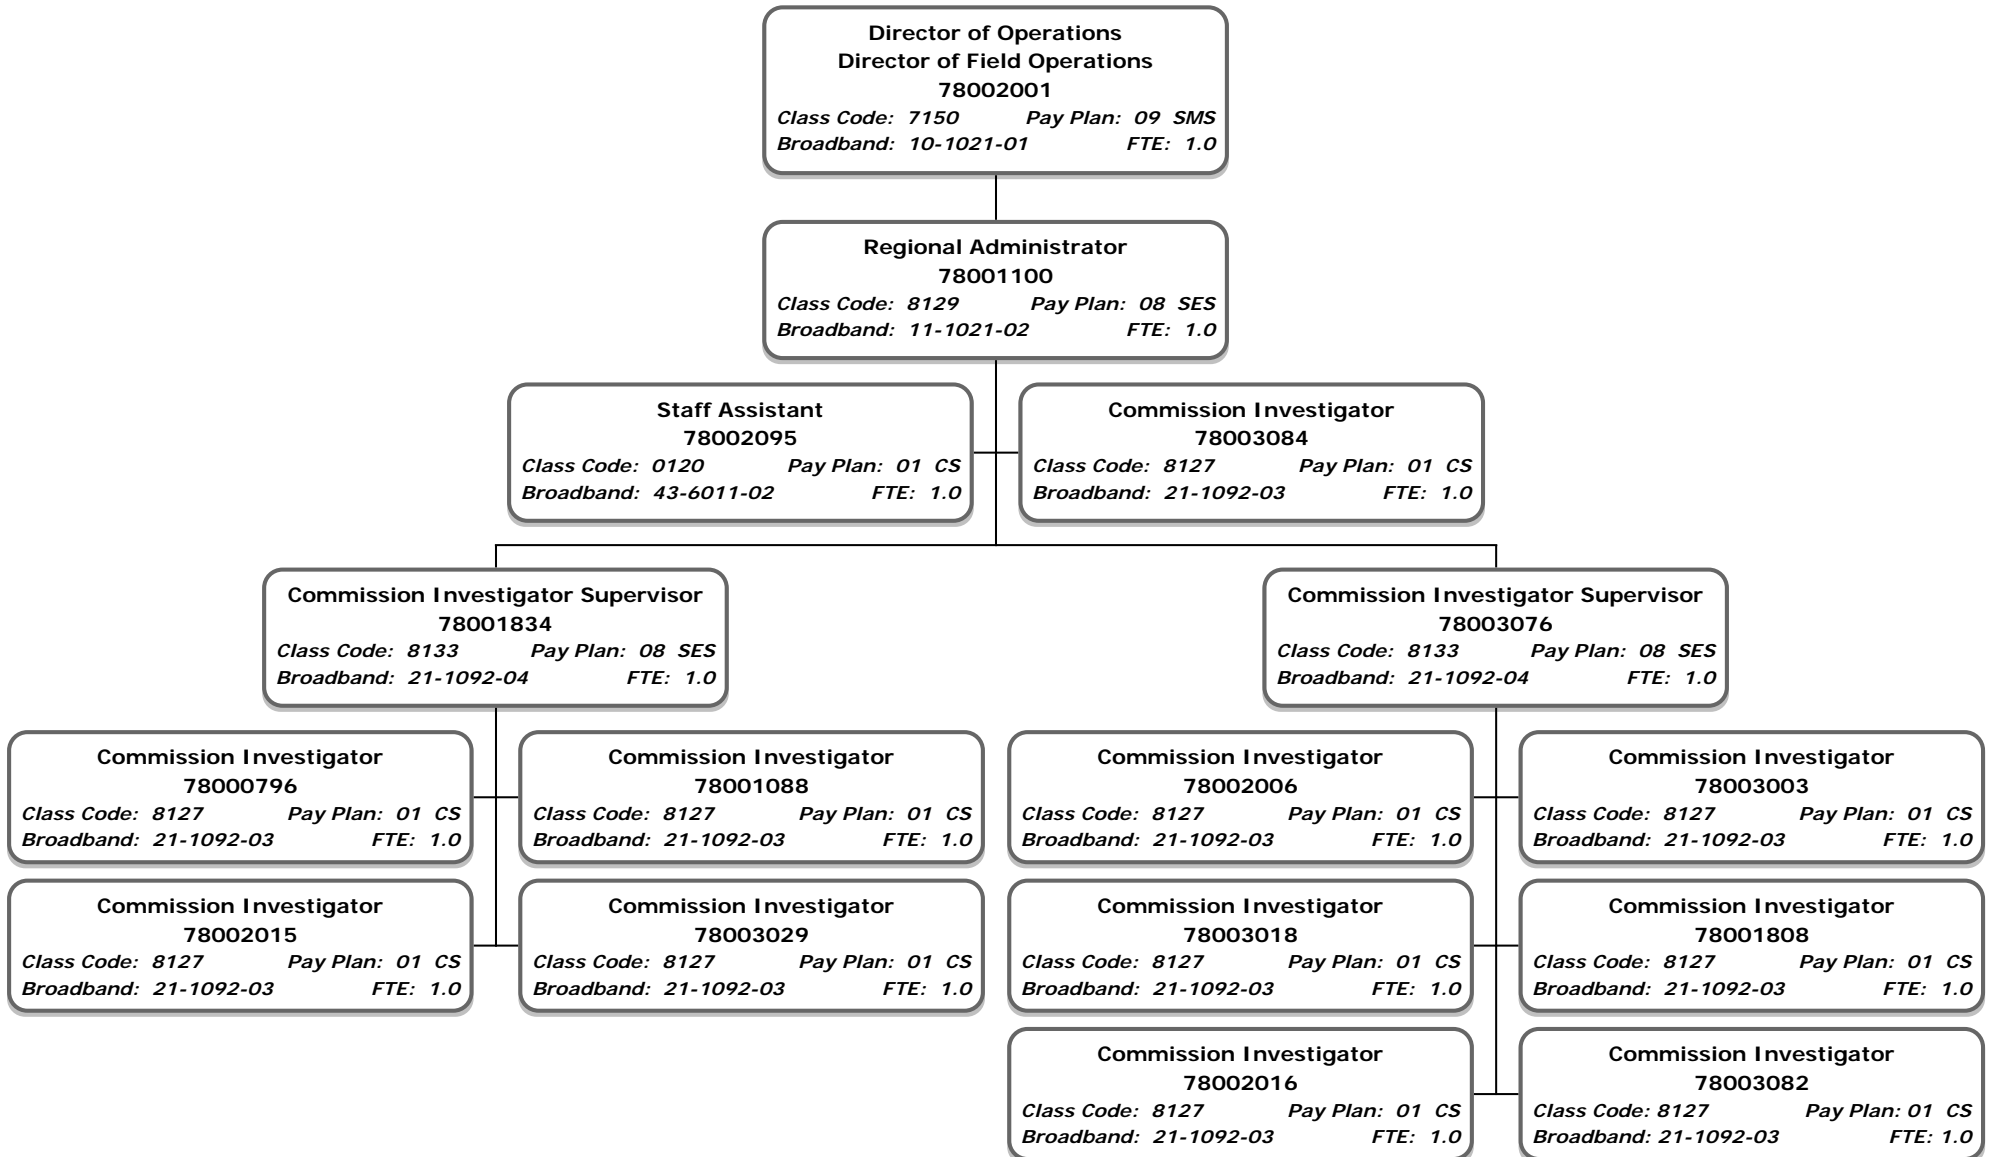 Director of Operations
Director of Field Operations
78002001
Class Code: 7150 Pay Plan: 09 SMS
Broadband: 10-1021-01 FTE: 1.0
Regional Administrator
78001100
Class Code: 8129 Pay Plan: 08 SES
Broadband: 11-1021-02 FTE: 1.0
Staff Assistant
78002095
Class Code: 0120 Pay Plan: 01 CS
Broadband: 43-6011-02 FTE: 1.0
Commission Investigator
78003084
Class Code: 8127 Pay Plan: 01 CS
Broadband: 21-1092-03 FTE: 1.0
Commission Investigator Supervisor
78001834
Class Code: 8133 Pay Plan: 08 SES
Broadband: 21-1092-04 FTE: 1.0
Commission Investigator Supervisor
78003076
Class Code: 8133 Pay Plan: 08 SES
Broadband: 21-1092-04 FTE: 1.0
Commission Investigator
78000796
Class Code: 8127 Pay Plan: 01 CS
Broadband: 21-1092-03 FTE: 1.0
Commission Investigator
78001088
Class Code: 8127 Pay Plan: 01 CS
Broadband: 21-1092-03 FTE: 1.0
Commission Investigator
78002006
Class Code: 8127 Pay Plan: 01 CS
Broadband: 21-1092-03 FTE: 1.0
Commission Investigator
78003003
Class Code: 8127 Pay Plan: 01 CS
Broadband: 21-1092-03 FTE: 1.0
Commission Investigator
78002015
Class Code: 8127 Pay Plan: 01 CS
Broadband: 21-1092-03 FTE: 1.0
Commission Investigator
78003029
Class Code: 8127 Pay Plan: 01 CS
Broadband: 21-1092-03 FTE: 1.0
Commission Investigator
78003018
Class Code: 8127 Pay Plan: 01 CS
Broadband: 21-1092-03 FTE: 1.0
Commission Investigator
78001808
Class Code: 8127 Pay Plan: 01 CS
Broadband: 21-1092-03 FTE: 1.0
Commission Investigator
78002016
Class Code: 8127 Pay Plan: 01 CS
Broadband: 21-1092-03 FTE: 1.0
Commission Investigator
78003082
Class Code: 8127 Pay Plan: 01 CS
Broadband: 21-1092-03 FTE: 1.0